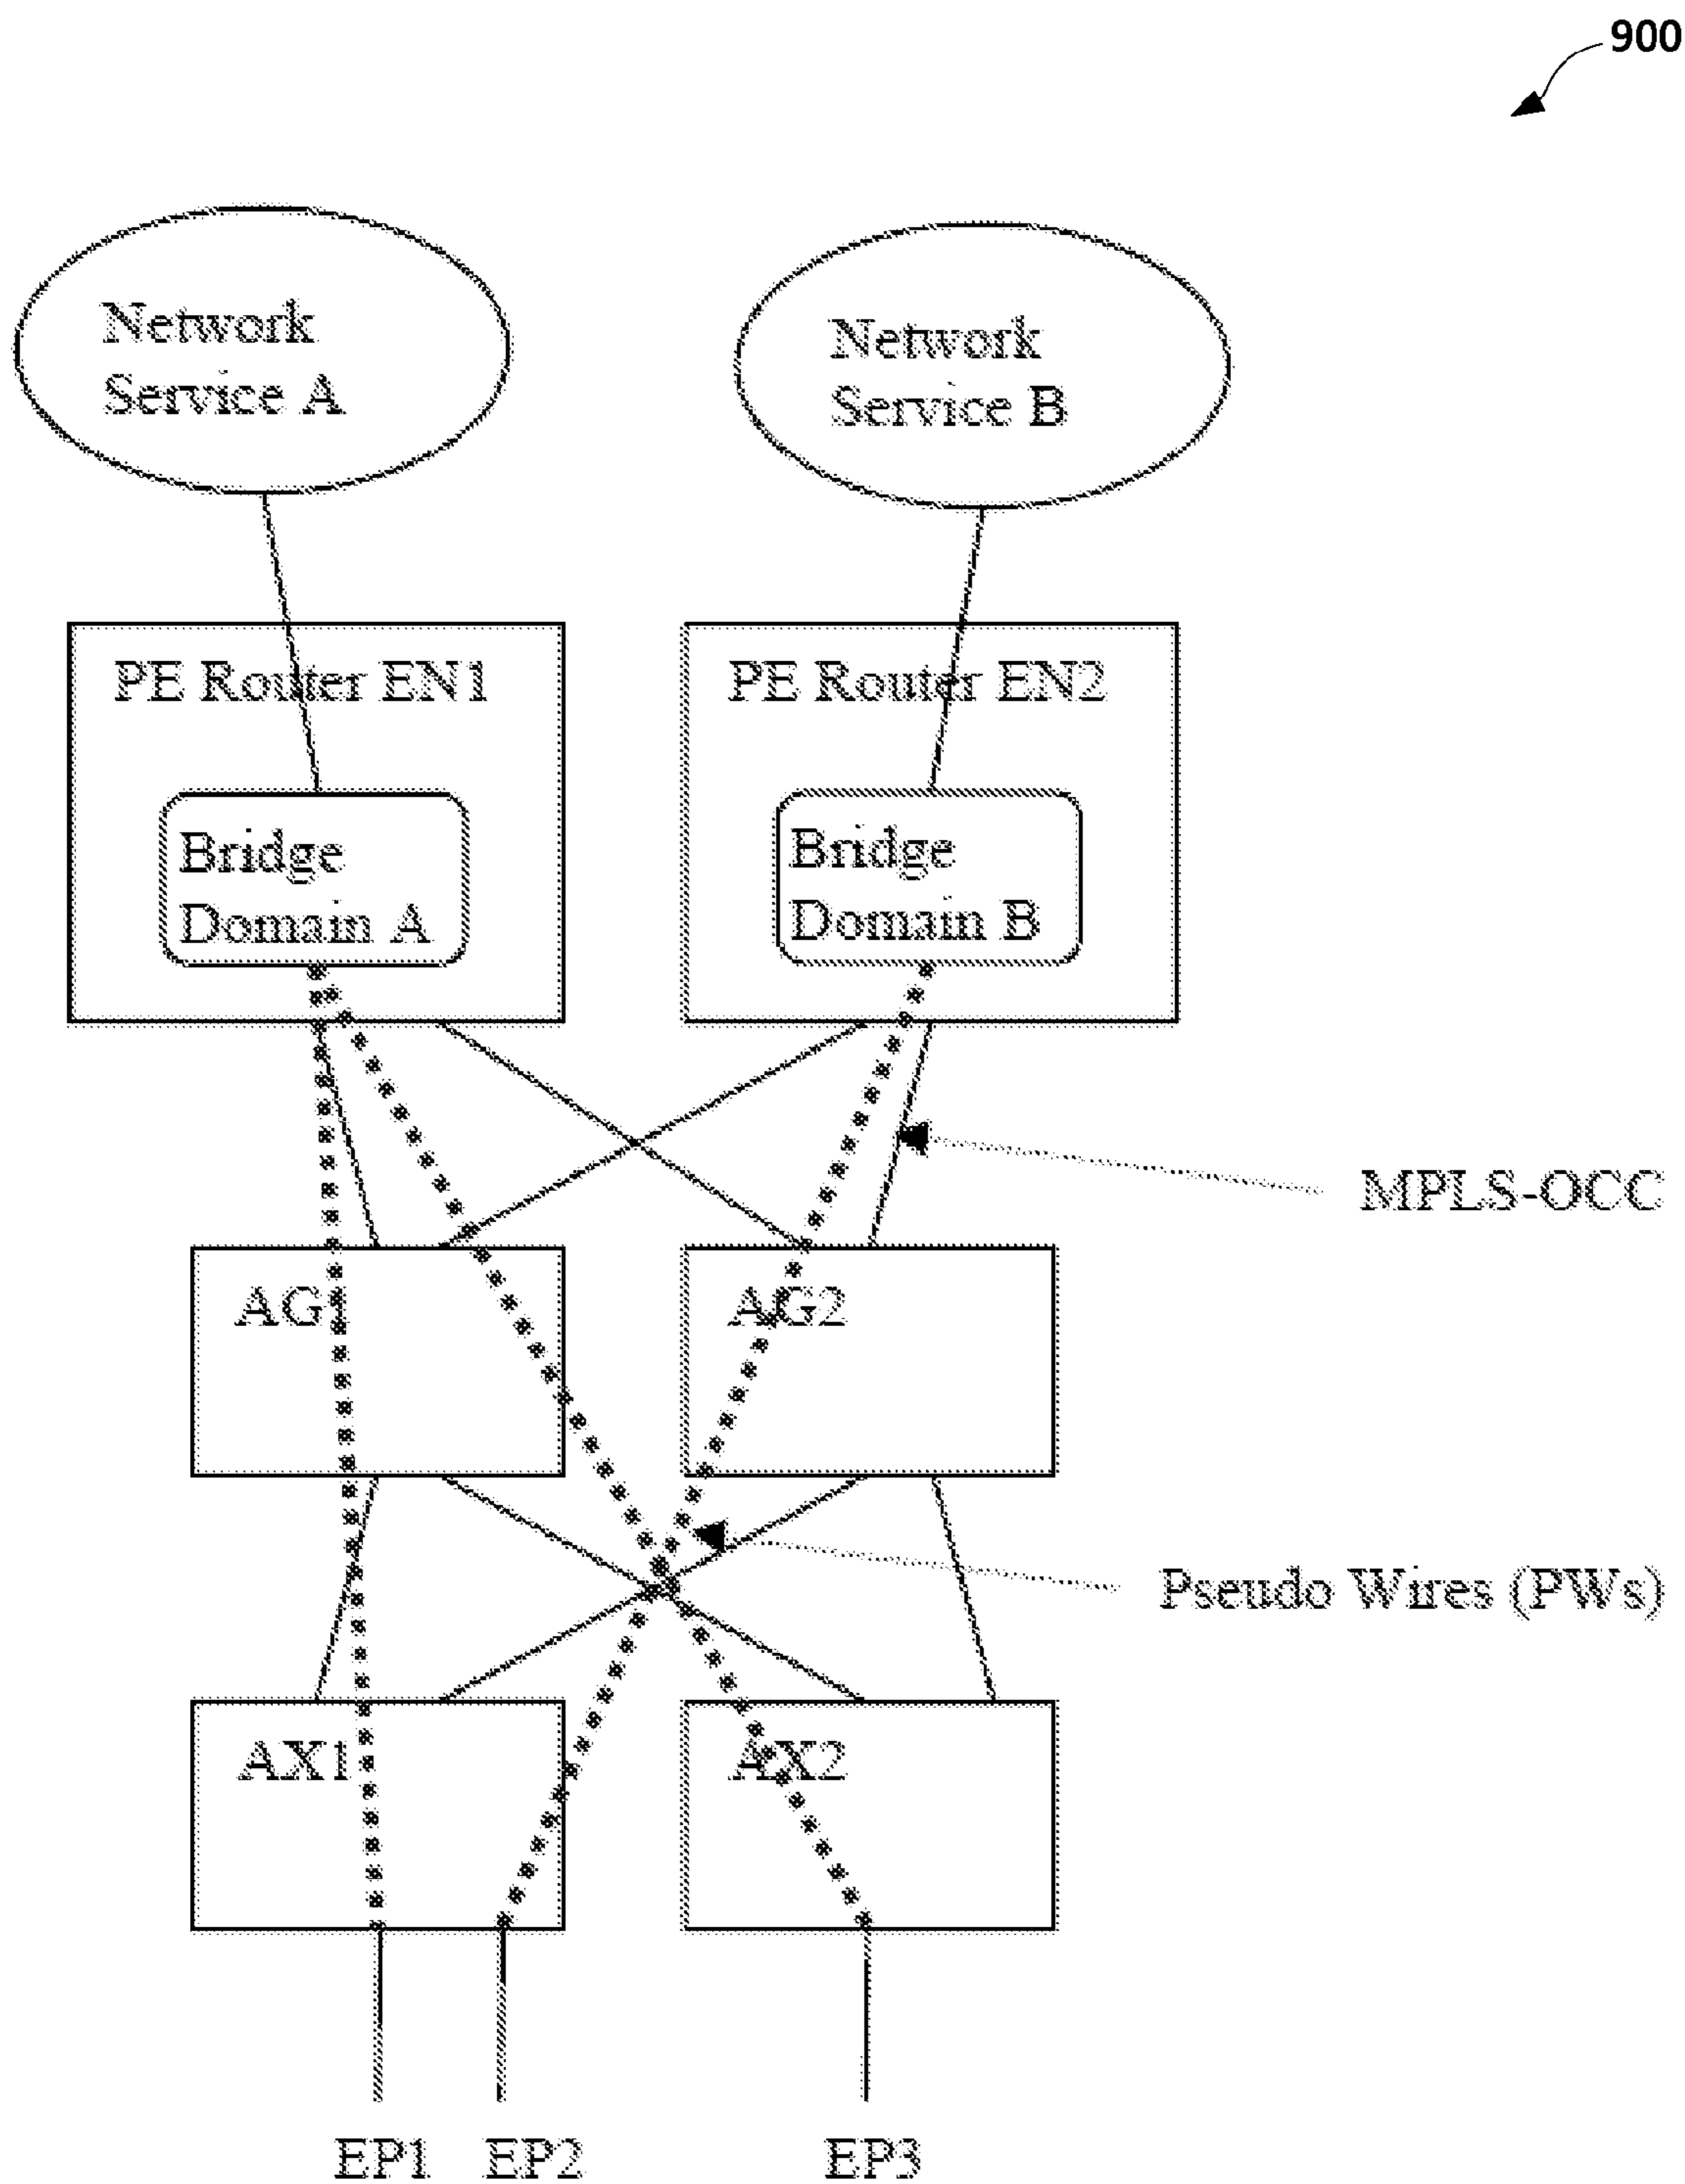 900
Network
Service A
Network
Service B
PE Router EN1
PE Router EN2
Bridge
Domain A
Bridge
Domain B
MPLS-OCC
AG1
AG2
Pseudo Wires (PWs)
AX1
AX2
EP1
EP2
EP3